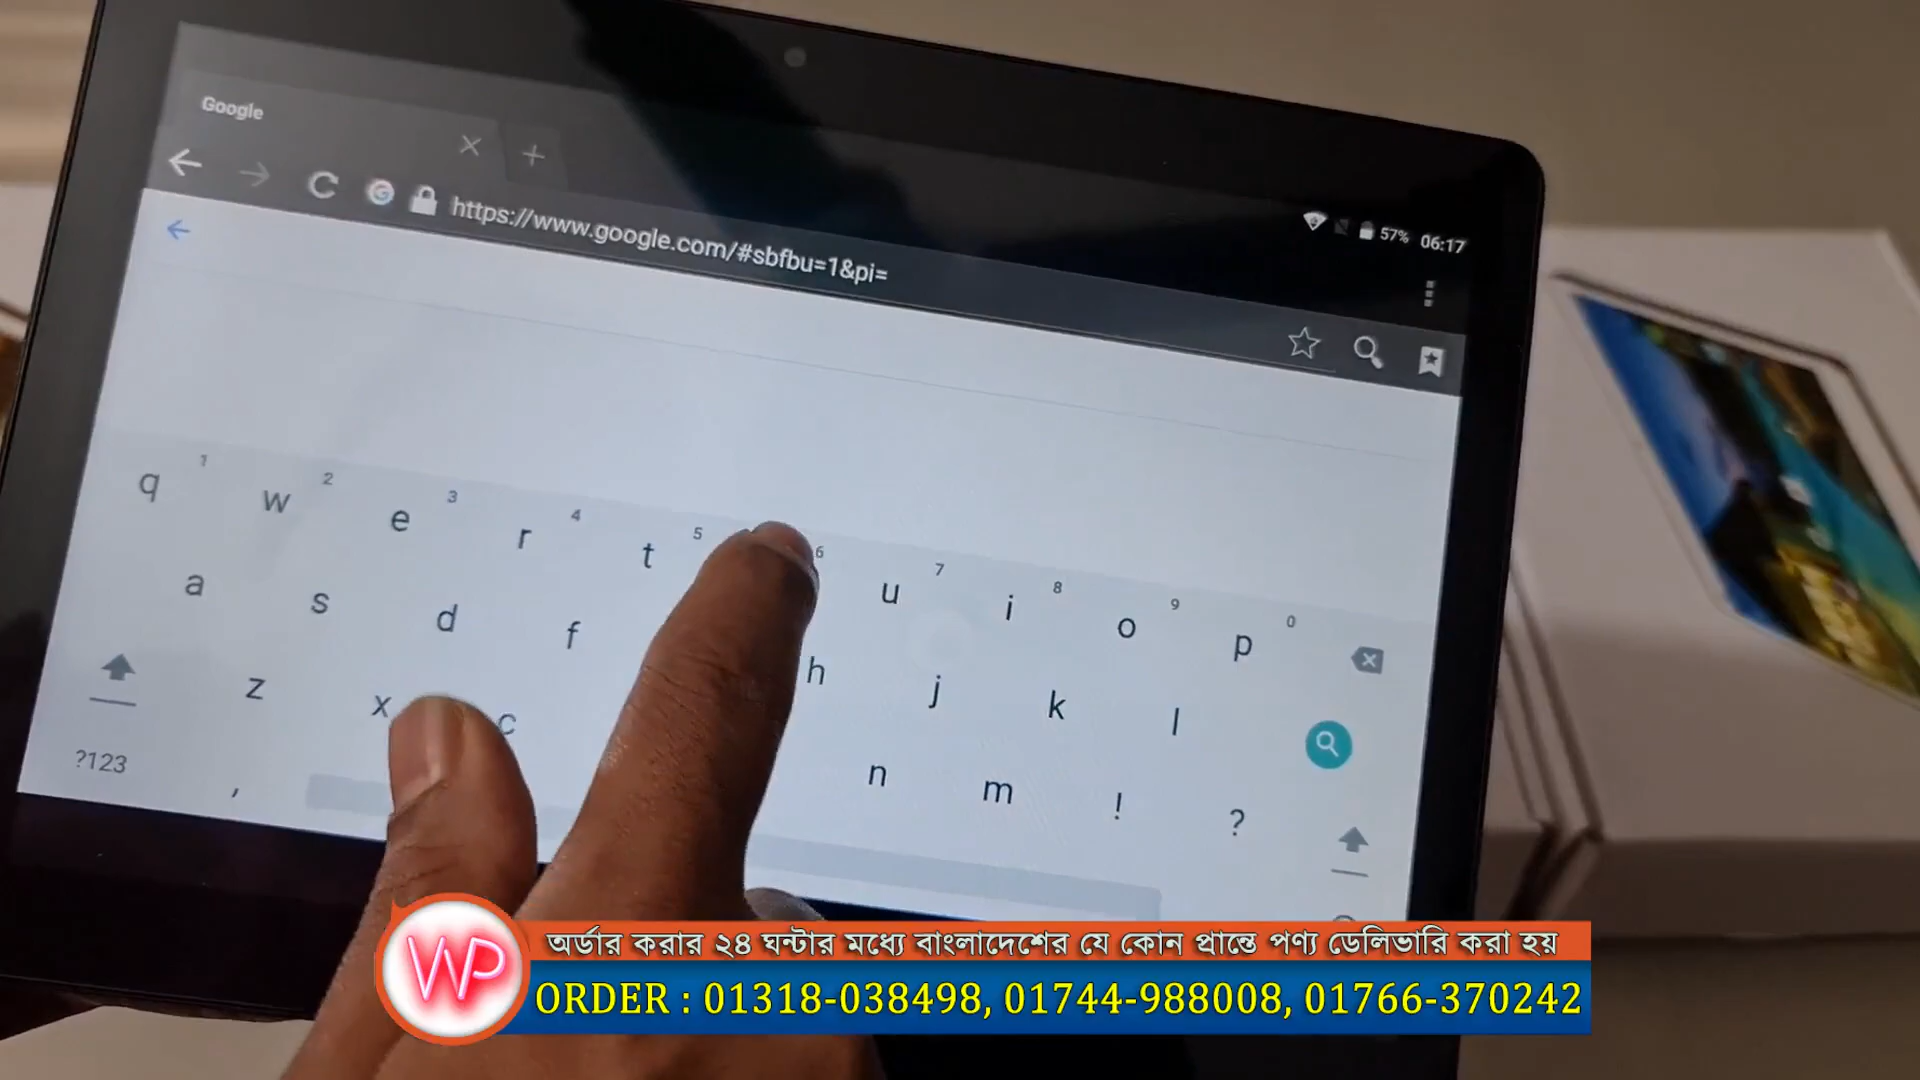 Google
https://www.google.com/#sbfbu=1&pi=
57% 06:17
1 2 3 4 5 6 7 8 9 0
q w e r t u i o p
a s d f h j k l
z x c n m ! ?
?123 ,
WP
অর্ডার করার ২৪ ঘন্টার মধ্যে বাংলাদেশের যে কোন প্রান্তে পণ্য ডেলিভারি করা হয়
ORDER : 01318-038498, 01744-988008, 01766-370242